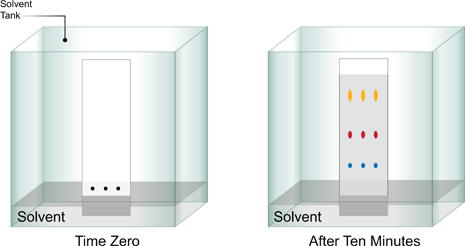 Solvent
Tank
Solvent
Solvent
Time Zero
After Ten Minutes